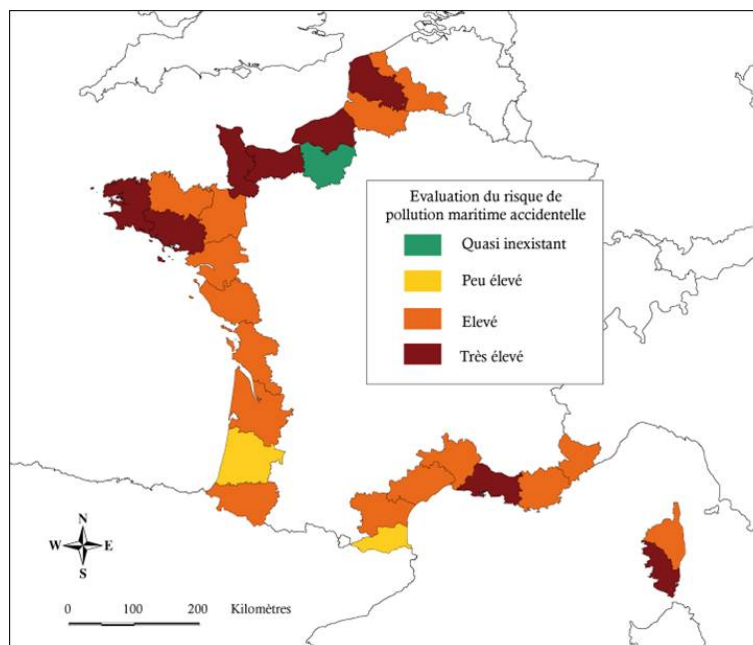 Evaluation du risque de
pollution maritime accidentelle
Quasi inexistant
Peu élevé
Elevé
Très élevé
N
W E
S
0 100 200 Kilomètres